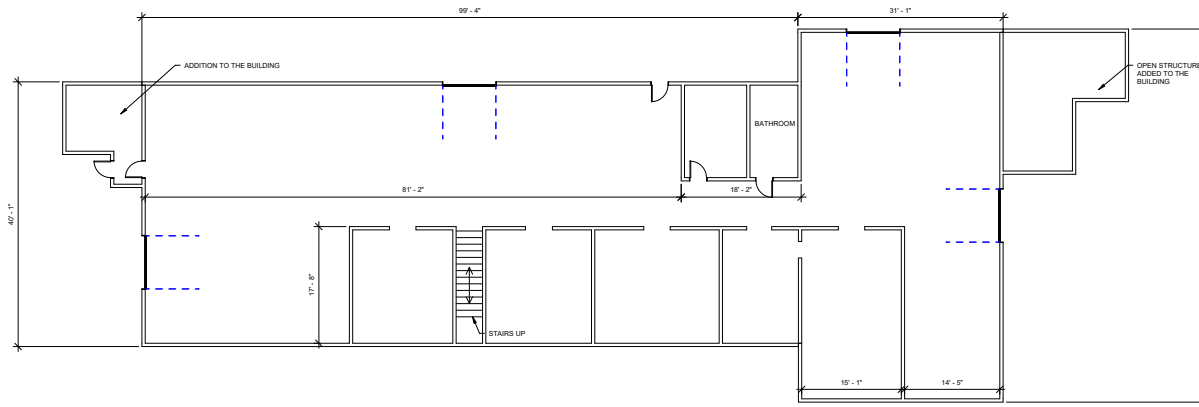 99' - 4"
31' - 1"
ADDITION TO THE BUILDING
OPEN STRUCTURE
ADDED TO THE
BUILDING
BATHROOM
81' - 2"
18' - 2"
40' - 1"
17' - 8"
STAIRS UP
15' - 1"
14' - 5"